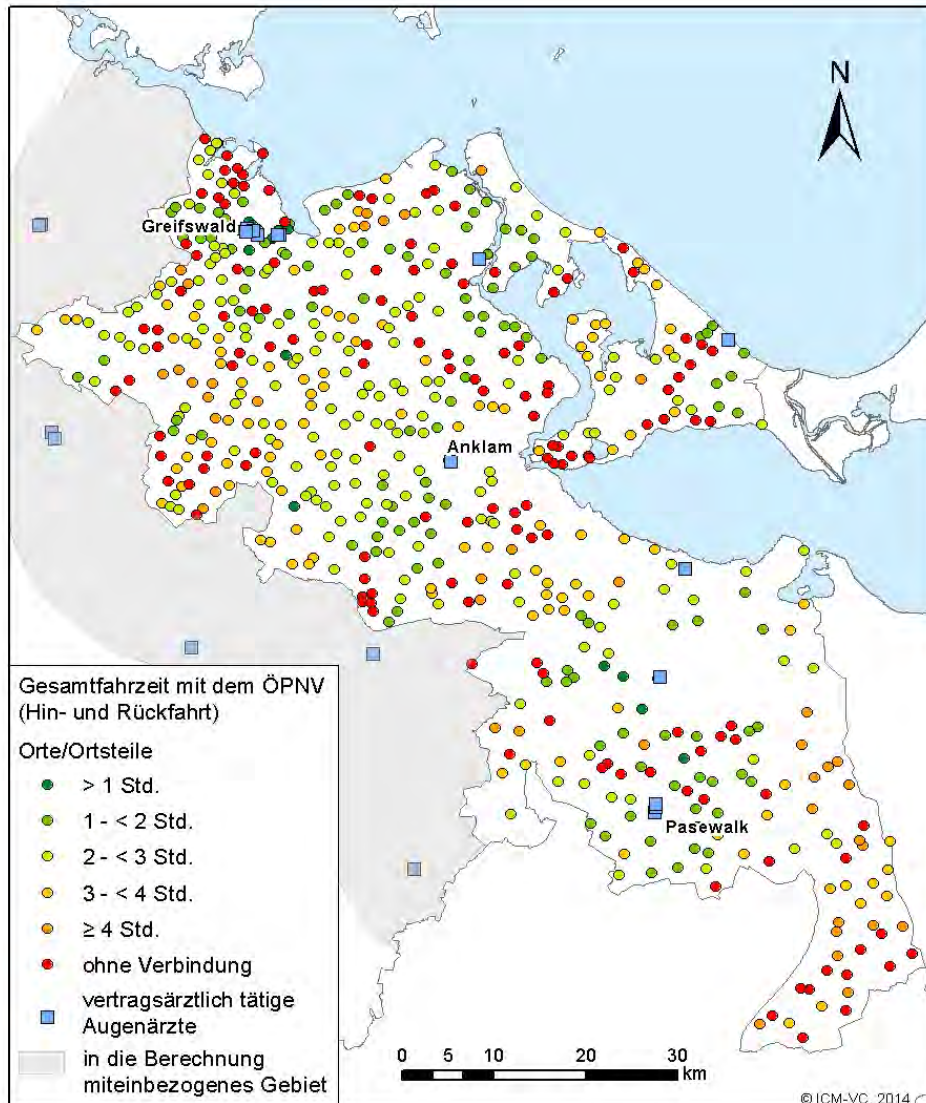 N
Greifswald
Anklam
Pasewalk
Gesamtfahrzeit mit dem ÖPNV
(Hin- und Rückfahrt)
Orte/Ortsteile
> 1 Std.
1 - < 2 Std.
2 - < 3 Std.
3 - < 4 Std.
≥ 4 Std.
ohne Verbindung
vertragsärztlich tätige
Augenärzte
in die Berechnung
miteinbezogenes Gebiet
0 5 10 20 30
km
© ICM-VC 2014